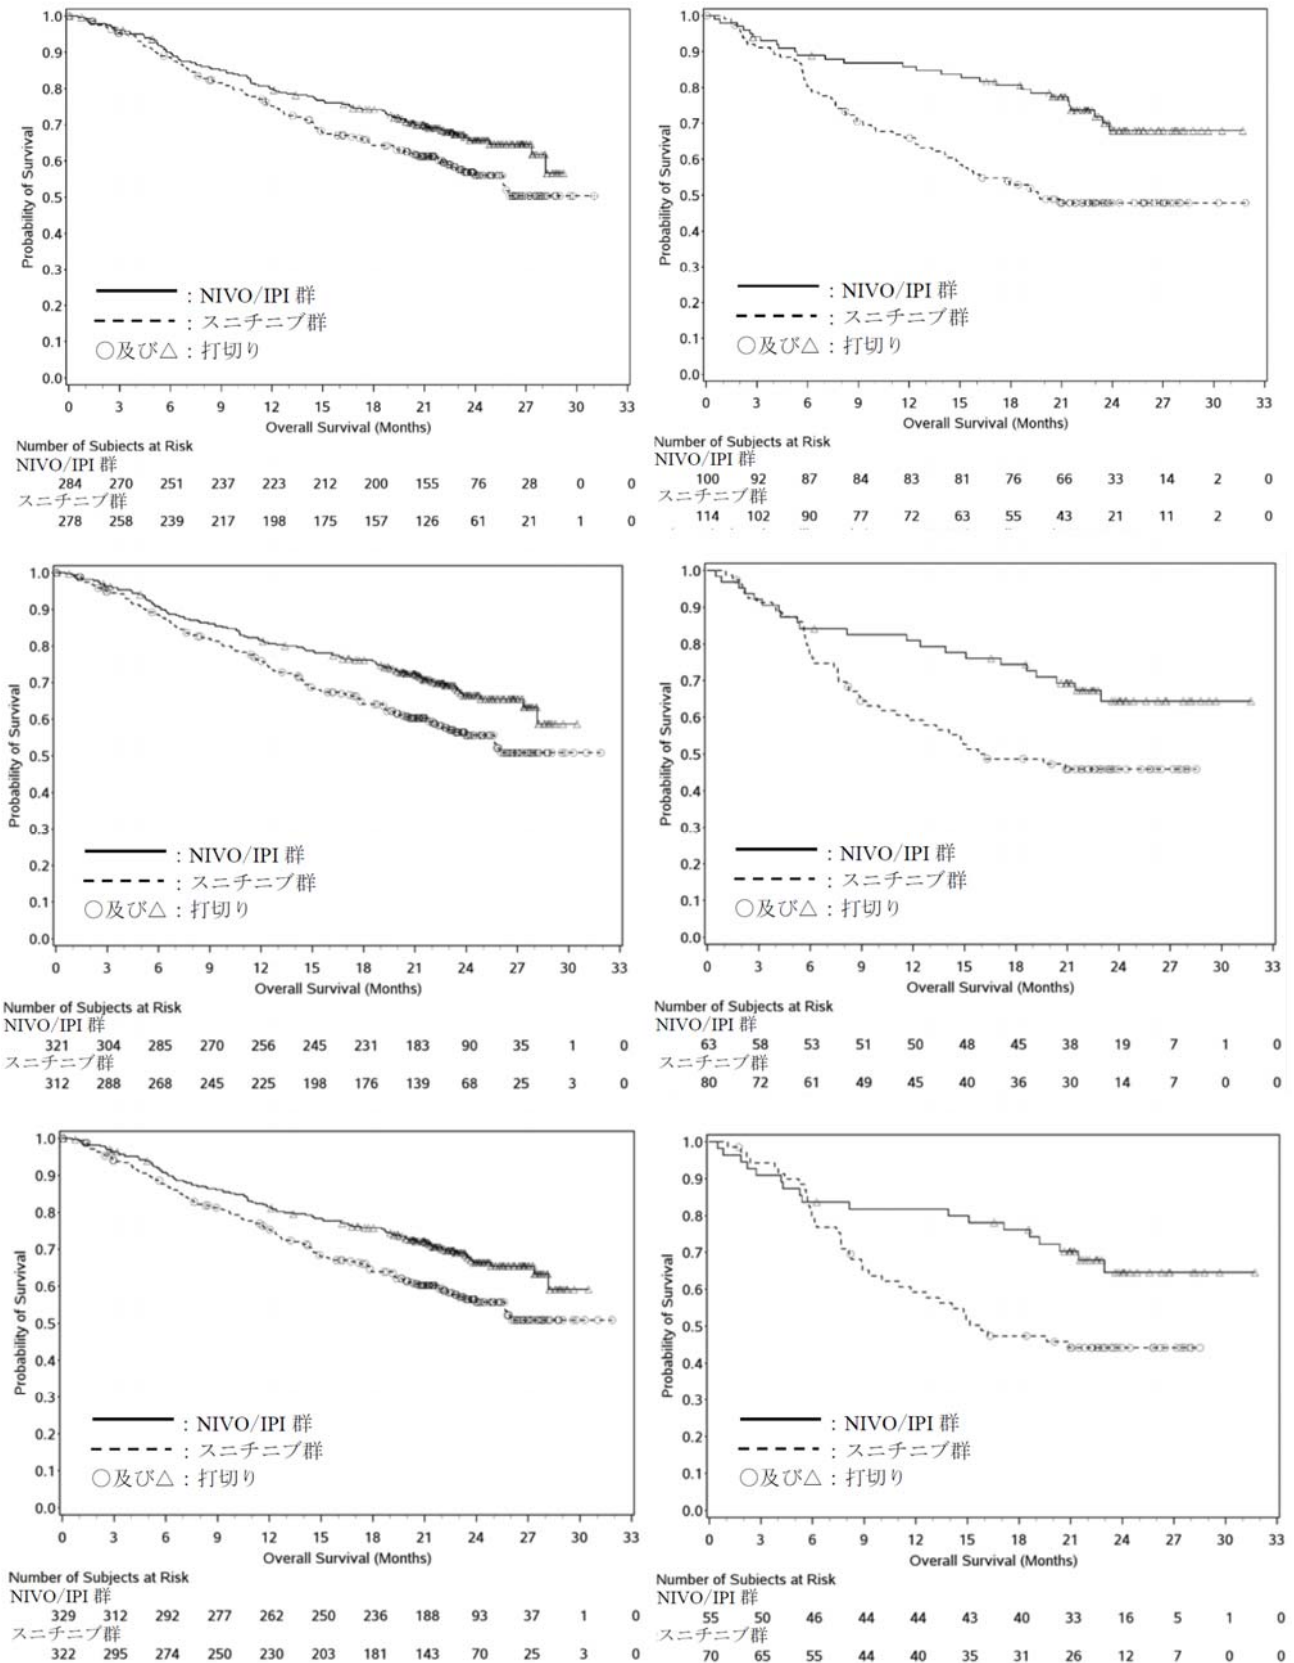 1.0
0.9
0.8
0.7
0.6
0.5
0.4
0.3
0.2
0.1
0.0
Probability of Survival
: NIVO/IPI 群
: スニチニブ群
○及び△ : 打切り
0 3 6 9 12 15 18 21 24 27 30 33
Overall Survival (Months)
Number of Subjects at Risk
NIVO/IPI 群
284 270 251 237 223 212 200 155 76 28 0 0
スニチニブ群
278 258 239 217 198 175 157 126 61 21 1 0
1.0
0.9
0.8
0.7
0.6
0.5
0.4
0.3
0.2
0.1
0.0
Probability of Survival
: NIVO/IPI 群
: スニチニブ群
○及び△ : 打切り
0 3 6 9 12 15 18 21 24 27 30 33
Overall Survival (Months)
Number of Subjects at Risk
NIVO/IPI 群
100 92 87 84 83 81 76 66 33 14 2 0
スニチニブ群
114 102 90 77 72 63 55 43 21 11 2 0
1.0
0.9
0.8
0.7
0.6
0.5
0.4
0.3
0.2
0.1
0.0
Probability of Survival
: NIVO/IPI 群
: スニチニブ群
○及び△ : 打切り
0 3 6 9 12 15 18 21 24 27 30 33
Overall Survival (Months)
Number of Subjects at Risk
NIVO/IPI 群
321 304 285 270 256 245 231 183 90 35 1 0
スニチニブ群
312 288 268 245 225 198 176 139 68 25 3 0
1.0
0.9
0.8
0.7
0.6
0.5
0.4
0.3
0.2
0.1
0.0
Probability of Survival
: NIVO/IPI 群
: スニチニブ群
○及び△ : 打切り
0 3 6 9 12 15 18 21 24 27 30 33
Overall Survival (Months)
Number of Subjects at Risk
NIVO/IPI 群
63 58 53 51 50 48 45 38 19 7 1 0
スニチニブ群
80 72 61 49 45 40 36 30 14 7 0 0
1.0
0.9
0.8
0.7
0.6
0.5
0.4
0.3
0.2
0.1
0.0
Probability of Survival
: NIVO/IPI 群
: スニチニブ群
○及び△ : 打切り
0 3 6 9 12 15 18 21 24 27 30 33
Overall Survival (Months)
Number of Subjects at Risk
NIVO/IPI 群
329 312 292 277 262 250 236 188 93 37 1 0
スニチニブ群
322 295 274 250 230 203 181 143 70 25 3 0
1.0
0.9
0.8
0.7
0.6
0.5
0.4
0.3
0.2
0.1
0.0
Probability of Survival
: NIVO/IPI 群
: スニチニブ群
○及び△ : 打切り
0 3 6 9 12 15 18 21 24 27 30 33
Overall Survival (Months)
Number of Subjects at Risk
NIVO/IPI 群
55 50 46 44 44 43 40 33 16 5 1 0
スニチニブ群
70 65 55 44 40 35 31 26 12 7 0 0